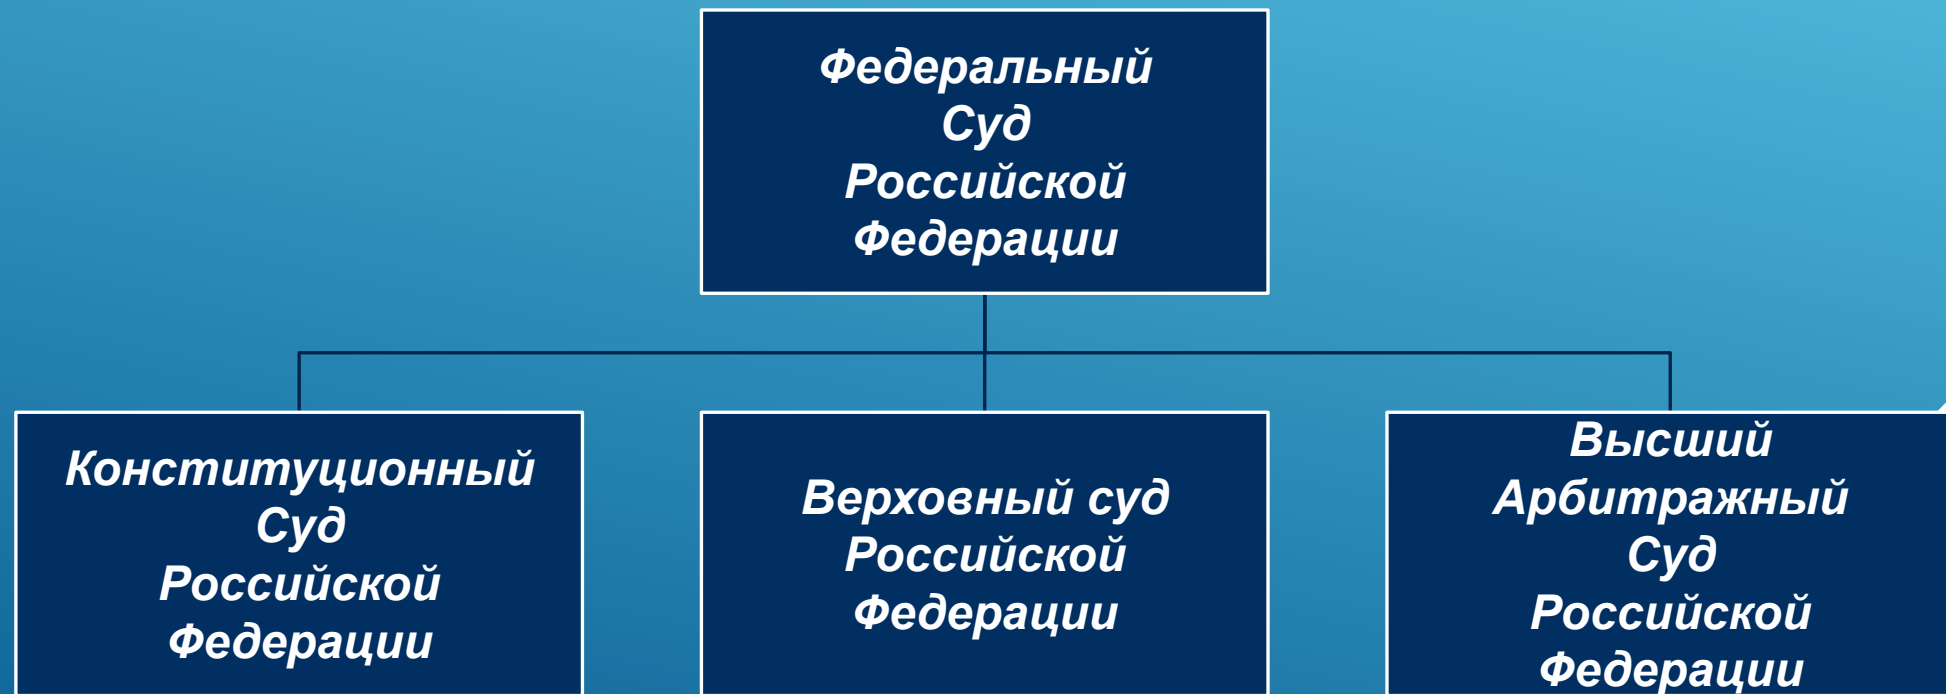 Федеральный
Суд
Российской
Федерации
Конституционный
Суд
Российской
Федерации
Верховный суд
Российской
Федерации
Высший
Арбитражный
Суд
Российской
Федерации